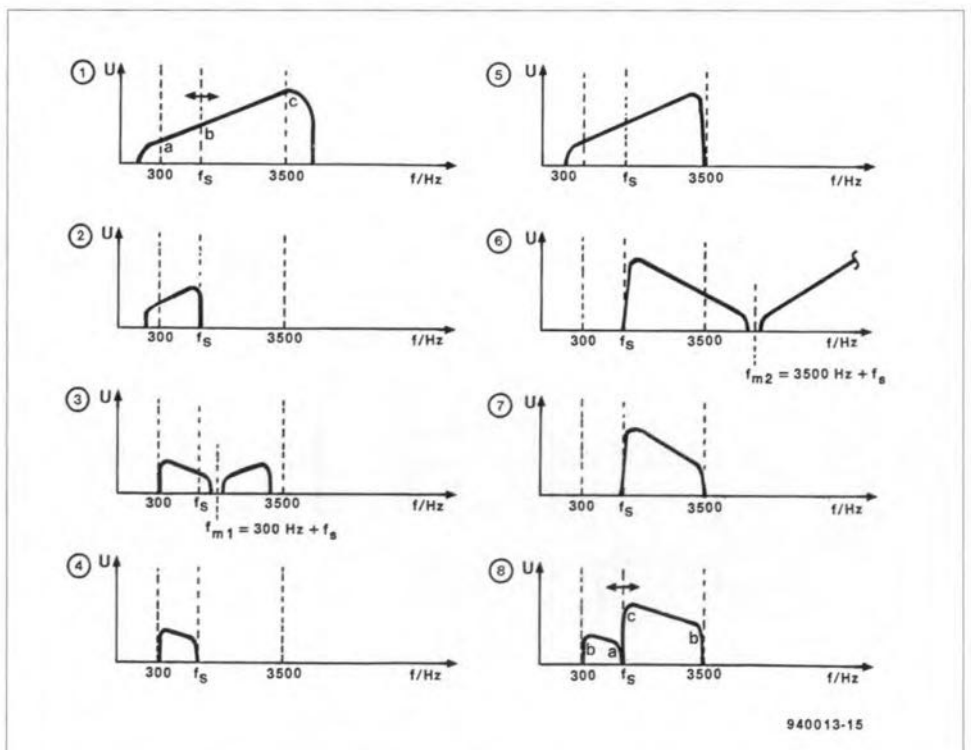 1 U
a b c
300 fS 3500 f/Hz
2 U
300 fS 3500 f/Hz
3 U
300 fS 3500 f/Hz
fm1 = 300 Hz + fs
4 U
300 fS 3500 f/Hz
5 U
300 fS 3500 f/Hz
6 U
300 fS 3500 f/Hz
fm2 = 3500 Hz + fs
7 U
300 fS 3500 f/Hz
8 U
c
b a b
300 fS 3500 f/Hz
940013-15